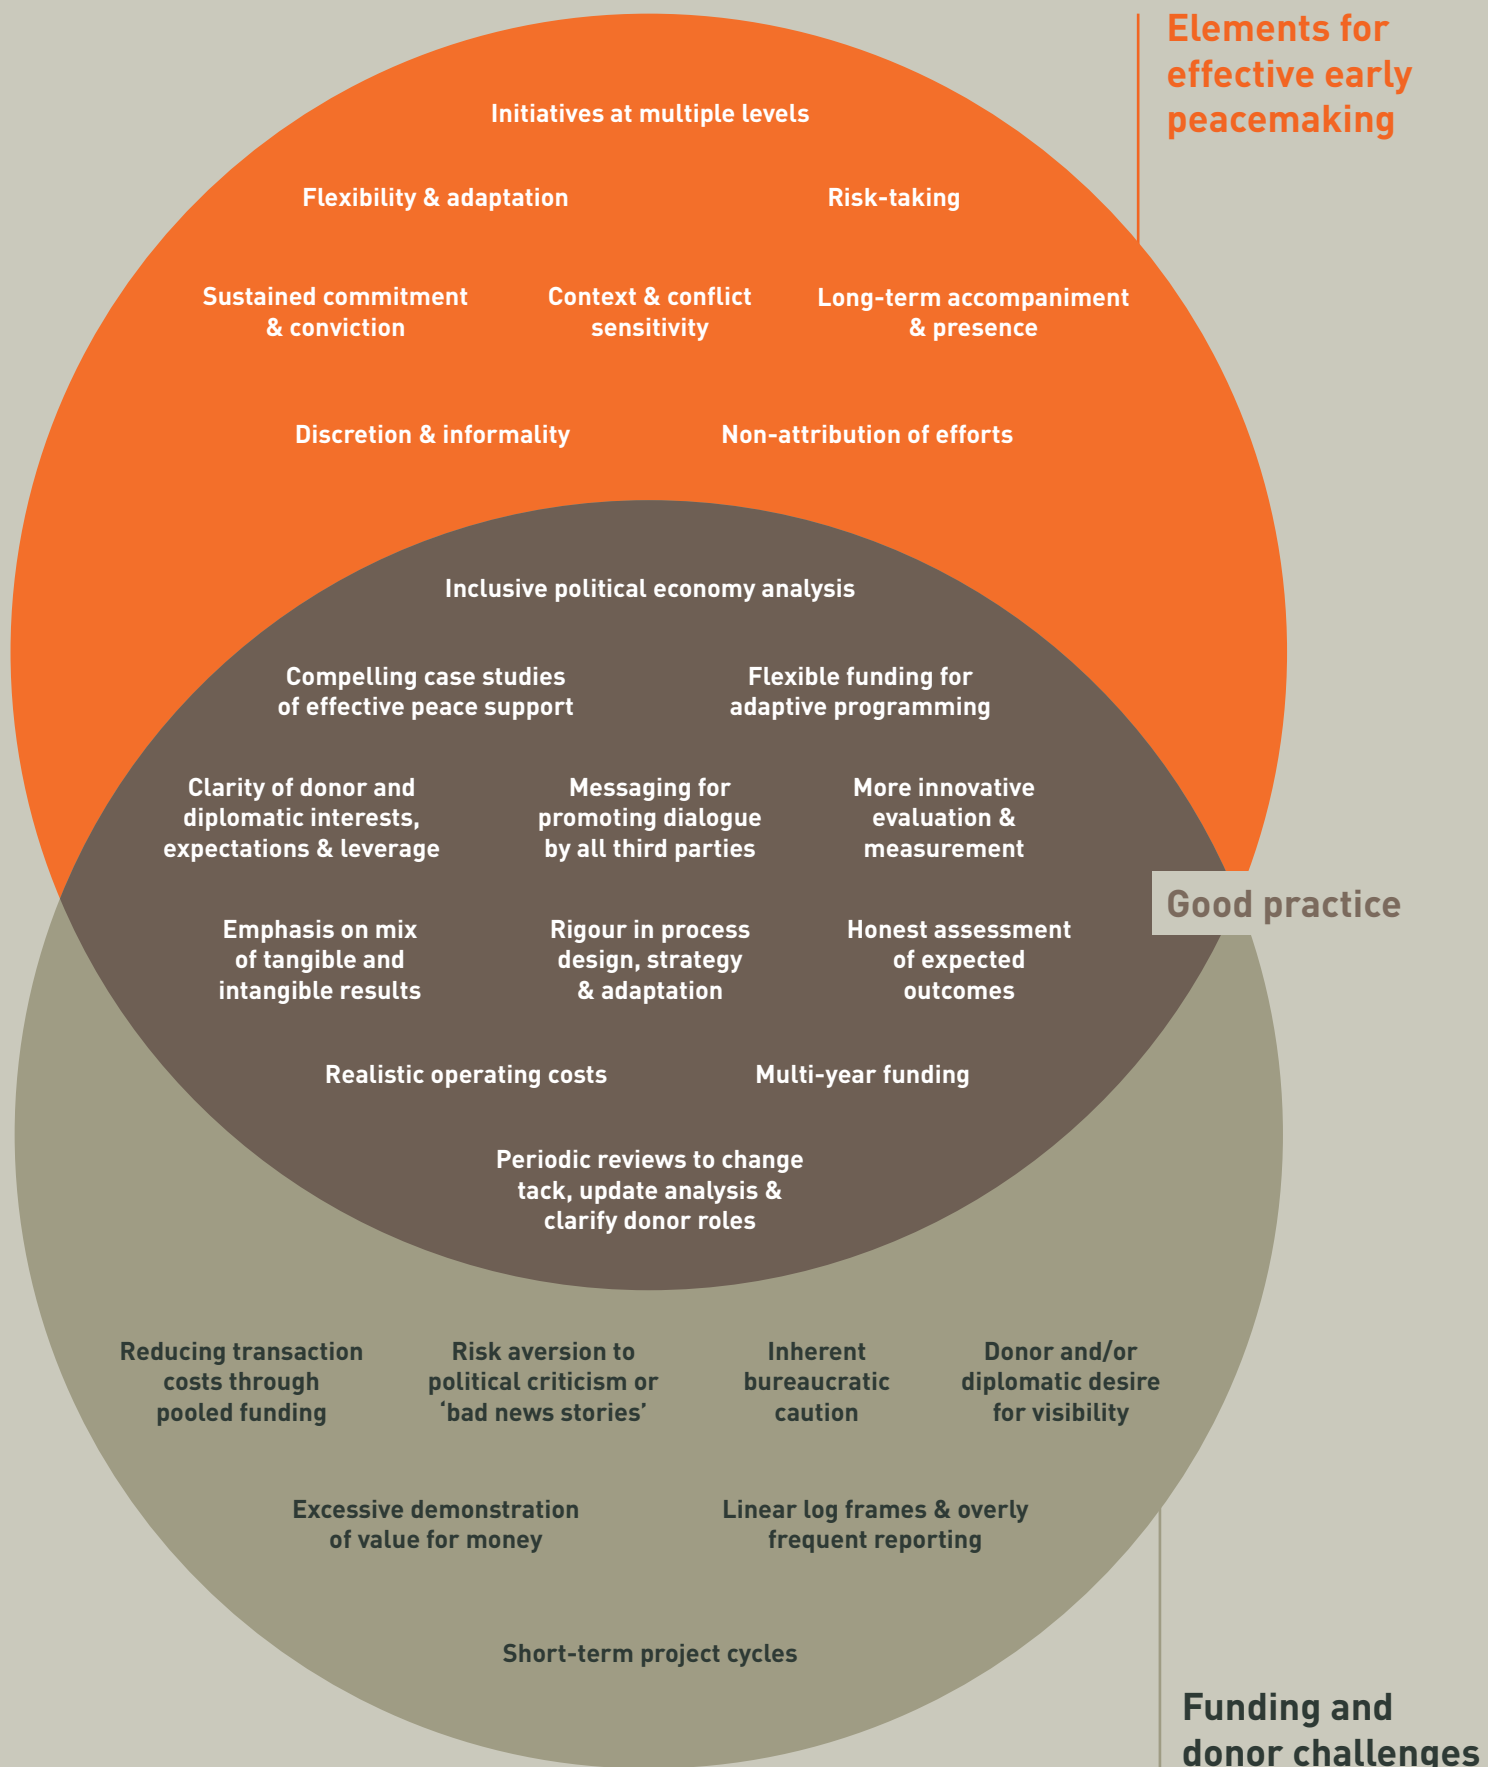 Elements for
effective early
peacemaking
Initiatives at multiple levels
Flexibility & adaptation
Risk-taking
Sustained commitment
& conviction
Context & conflict
sensitivity
Long-term accompaniment
& presence
Discretion & informality
Non-attribution of efforts
Inclusive political economy analysis
Compelling case studies
of effective peace support
Flexible funding for
adaptive programming
Clarity of donor and
diplomatic interests,
expectations & leverage
Messaging for
promoting dialogue
by all third parties
More innovative
evaluation &
measurement
Good practice
Emphasis on mix
of tangible and
intangible results
Rigour in process
design, strategy
& adaptation
Honest assessment
of expected
outcomes
Realistic operating costs
Multi-year funding
Periodic reviews to change
tack, update analysis &
clarify donor roles
Reducing transaction
costs through
pooled funding
Risk aversion to
political criticism or
‘bad news stories’
Inherent
bureaucratic
caution
Donor and/or
diplomatic desire
for visibility
Excessive demonstration
of value for money
Linear log frames & overly
frequent reporting
Short-term project cycles
Funding and
donor challenges